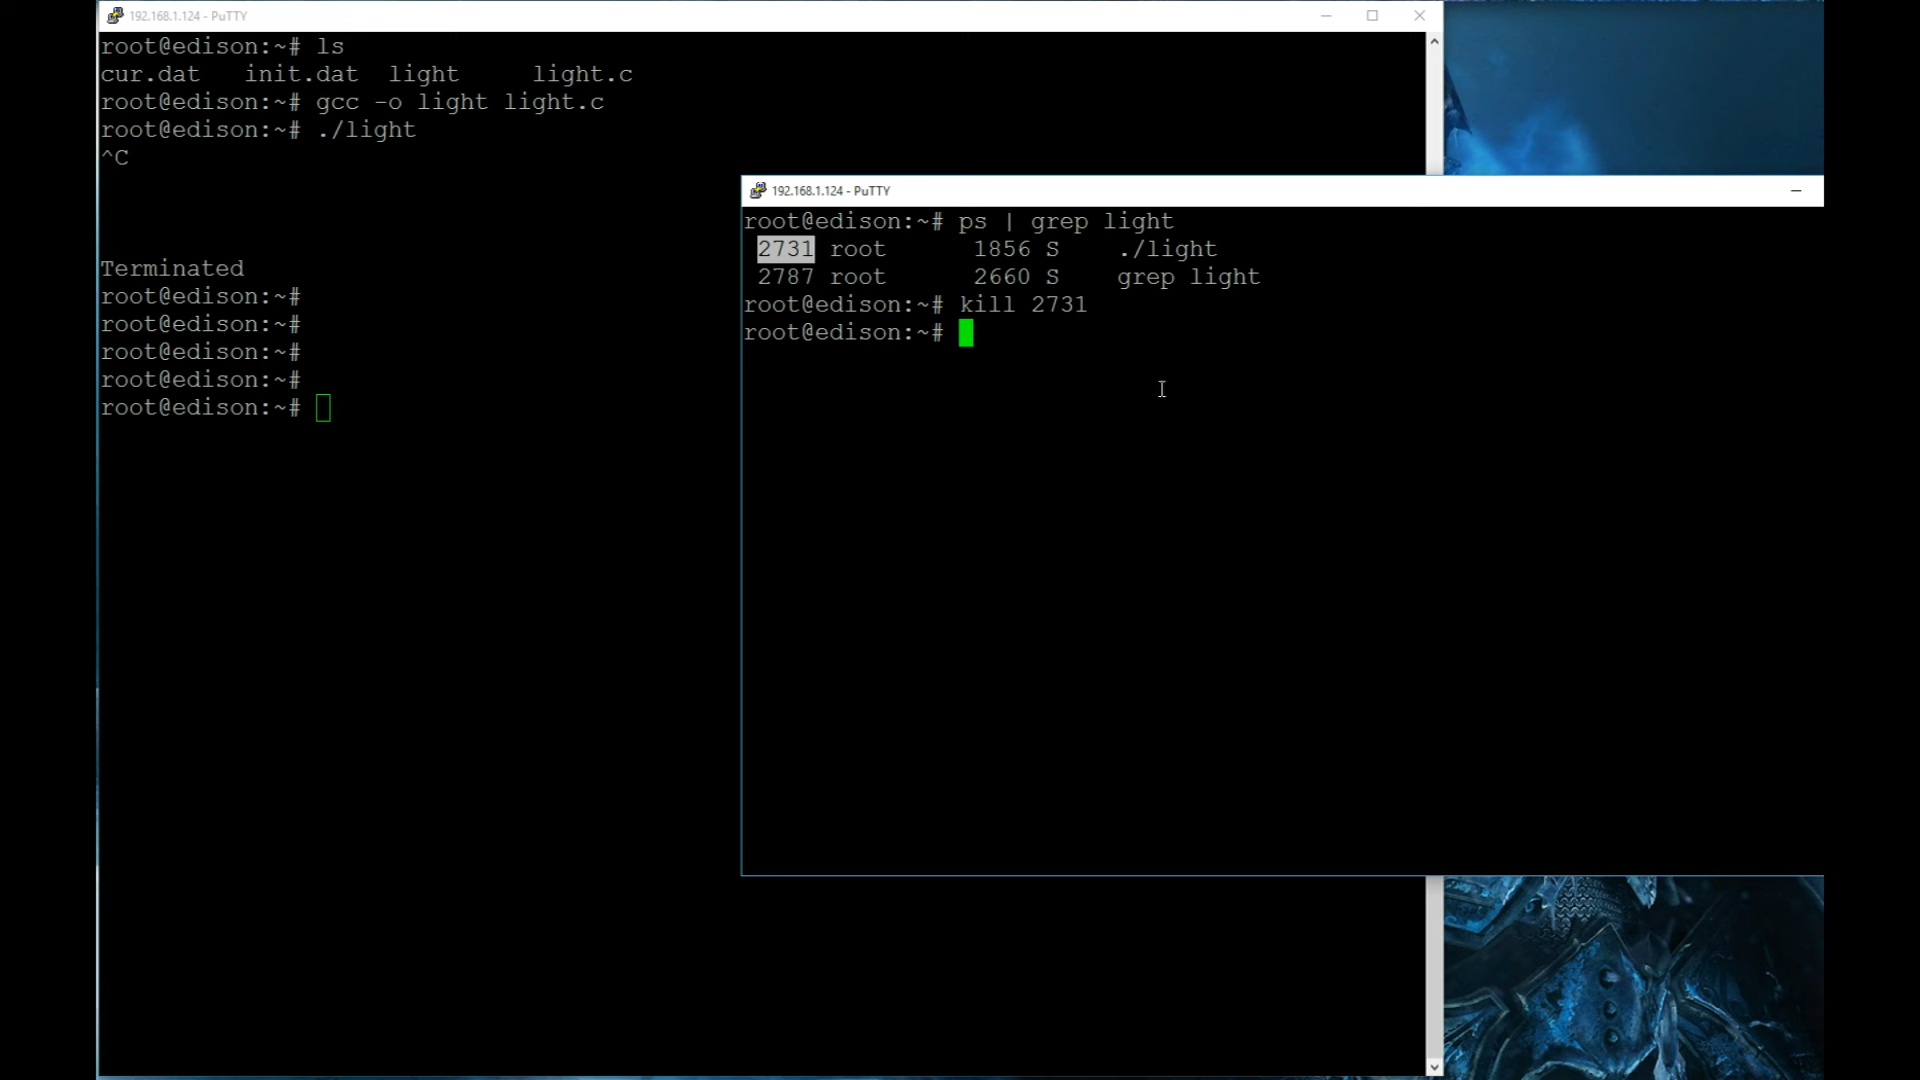 192.168.1.124 - PuTTY
root@edison:~# ls
cur.dat   init.dat  light     light.c
root@edison:~# gcc -o light light.c
root@edison:~# ./light
^C
Terminated
root@edison:~#
root@edison:~#
root@edison:~#
root@edison:~#
root@edison:~#
192.168.1.124 - PuTTY
root@edison:~# ps | grep light
 2731 root      1856 S    ./light
 2787 root      2660 S    grep light
root@edison:~# kill 2731
root@edison:~#